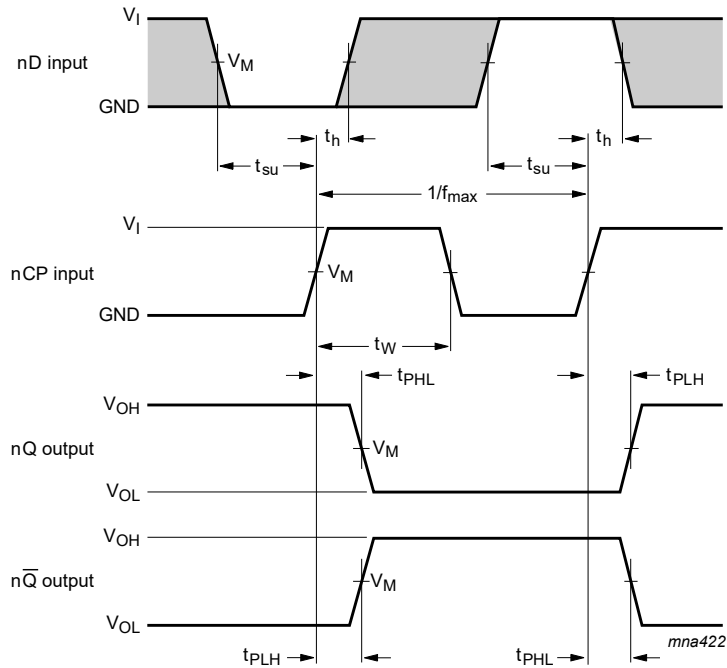 V_I
nD input
V_M
GND
t_h
t_h
t_su
t_su
1/f_max
V_I
nCP input
V_M
GND
t_W
t_PHL
t_PLH
V_OH
nQ output
V_M
V_OL
V_OH
nQ̅ output
V_M
V_OL
mna422
t_PLH
t_PHL